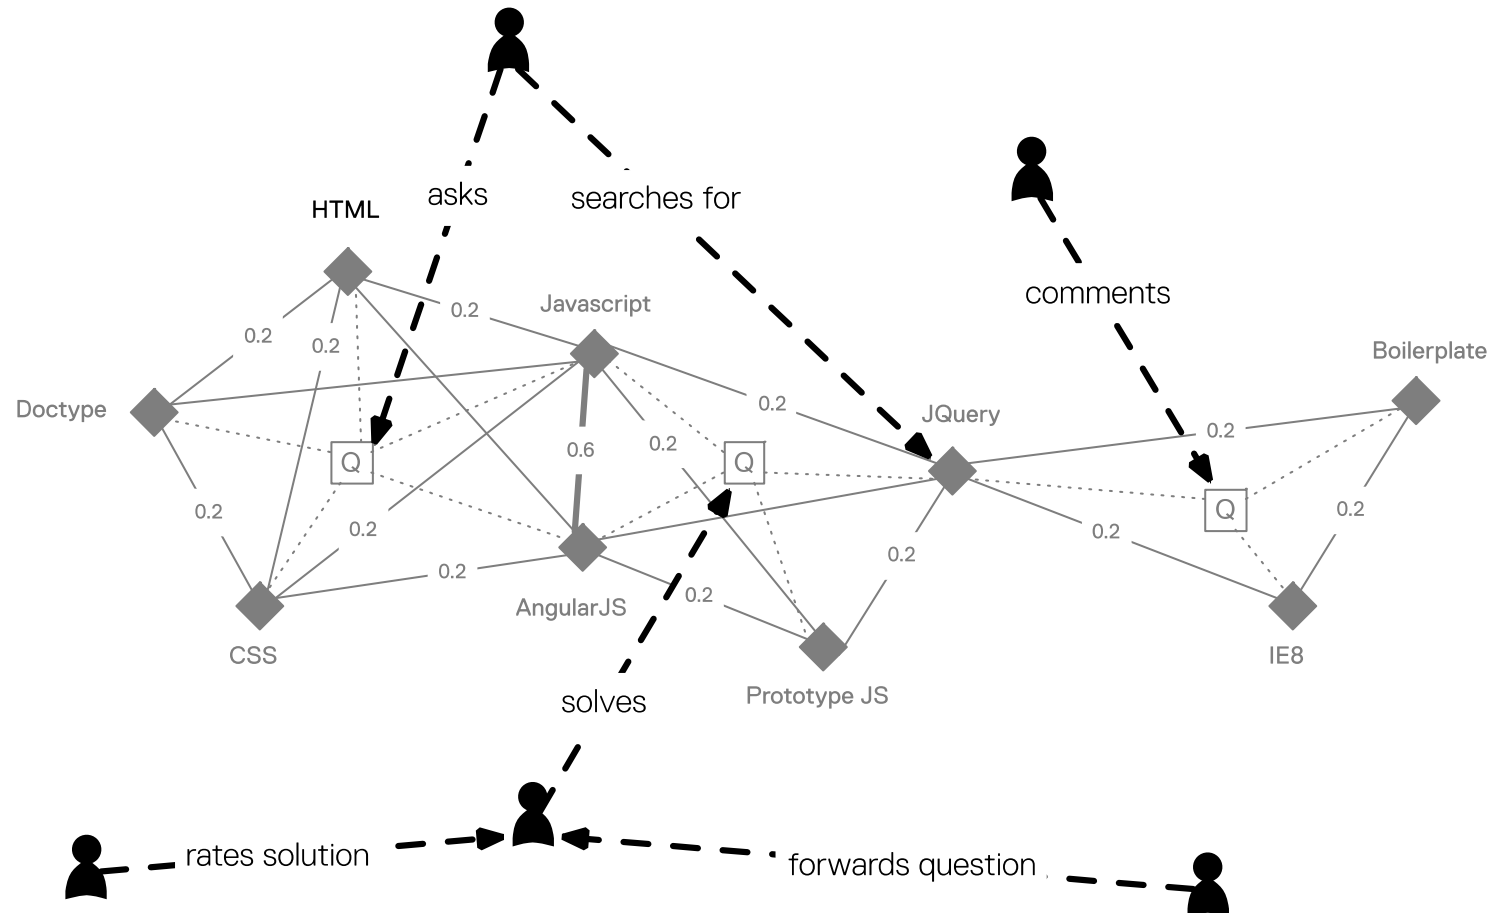 asks
searches for
HTML
comments
Javascript
0.2
0.2
0.2
Boilerplate
Doctype
0.2
JQuery
0.2
0.6
0.2
Q
Q
Q
0.2
0.2
0.2
0.2
0.2
0.2
0.2
AngularJS
CSS
IE8
Prototype JS
solves
rates solution
forwards question